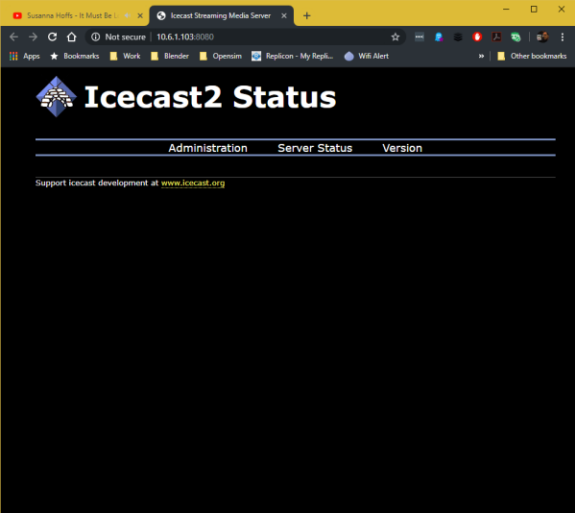 Susanna Hoffs - It Must Be
Icecast Streaming Media Server
Not secure | 10.6.1.103:8080
Apps Bookmarks Work Blender Opensim Replicon - My Repli... Wifi Alert » Other bookmarks
Icecast2 Status
Administration Server Status Version
Support icecast development at www.icecast.org